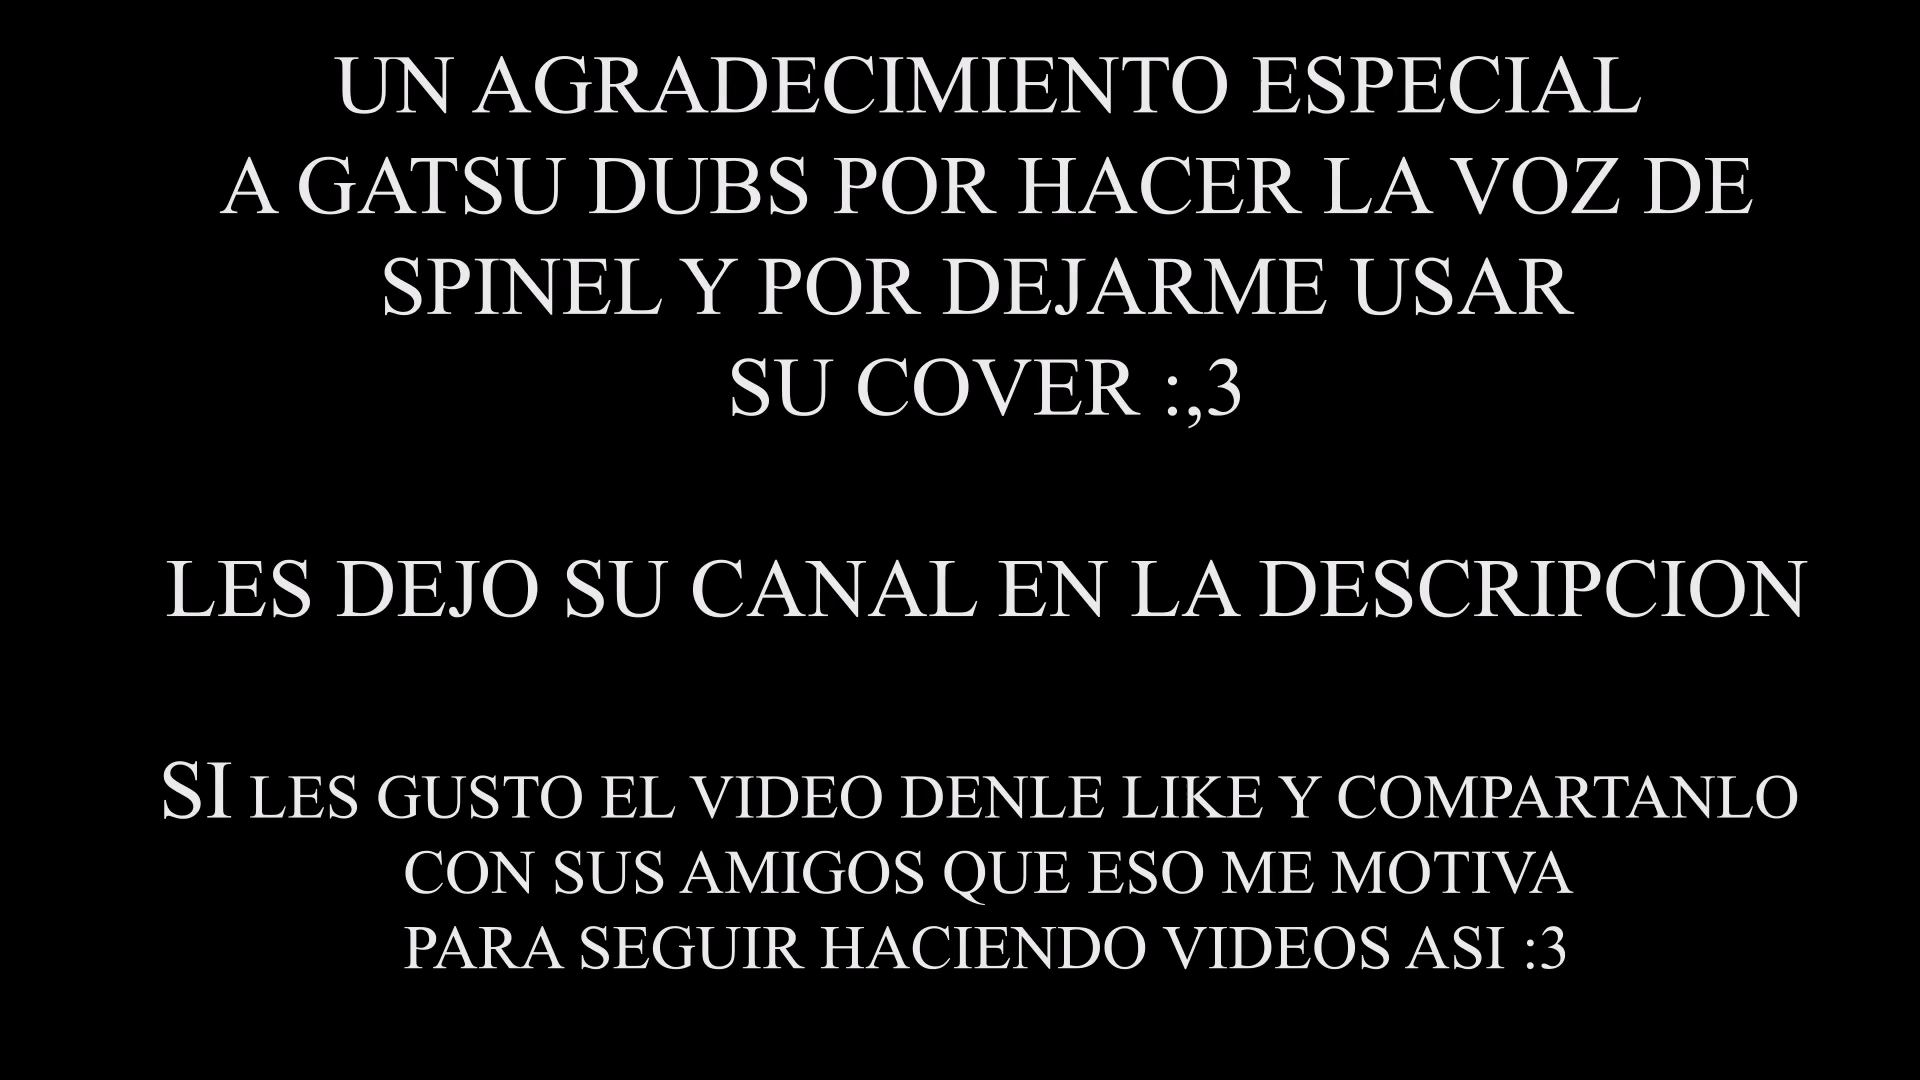 UN AGRADECIMIENTO ESPECIAL
A GATSU DUBS POR HACER LA VOZ DE
SPINEL Y POR DEJARME USAR
SU COVER :,3
LES DEJO SU CANAL EN LA DESCRIPCION
SI LES GUSTO EL VIDEO DENLE LIKE Y COMPARTANLO
CON SUS AMIGOS QUE ESO ME MOTIVA
PARA SEGUIR HACIENDO VIDEOS ASI :3